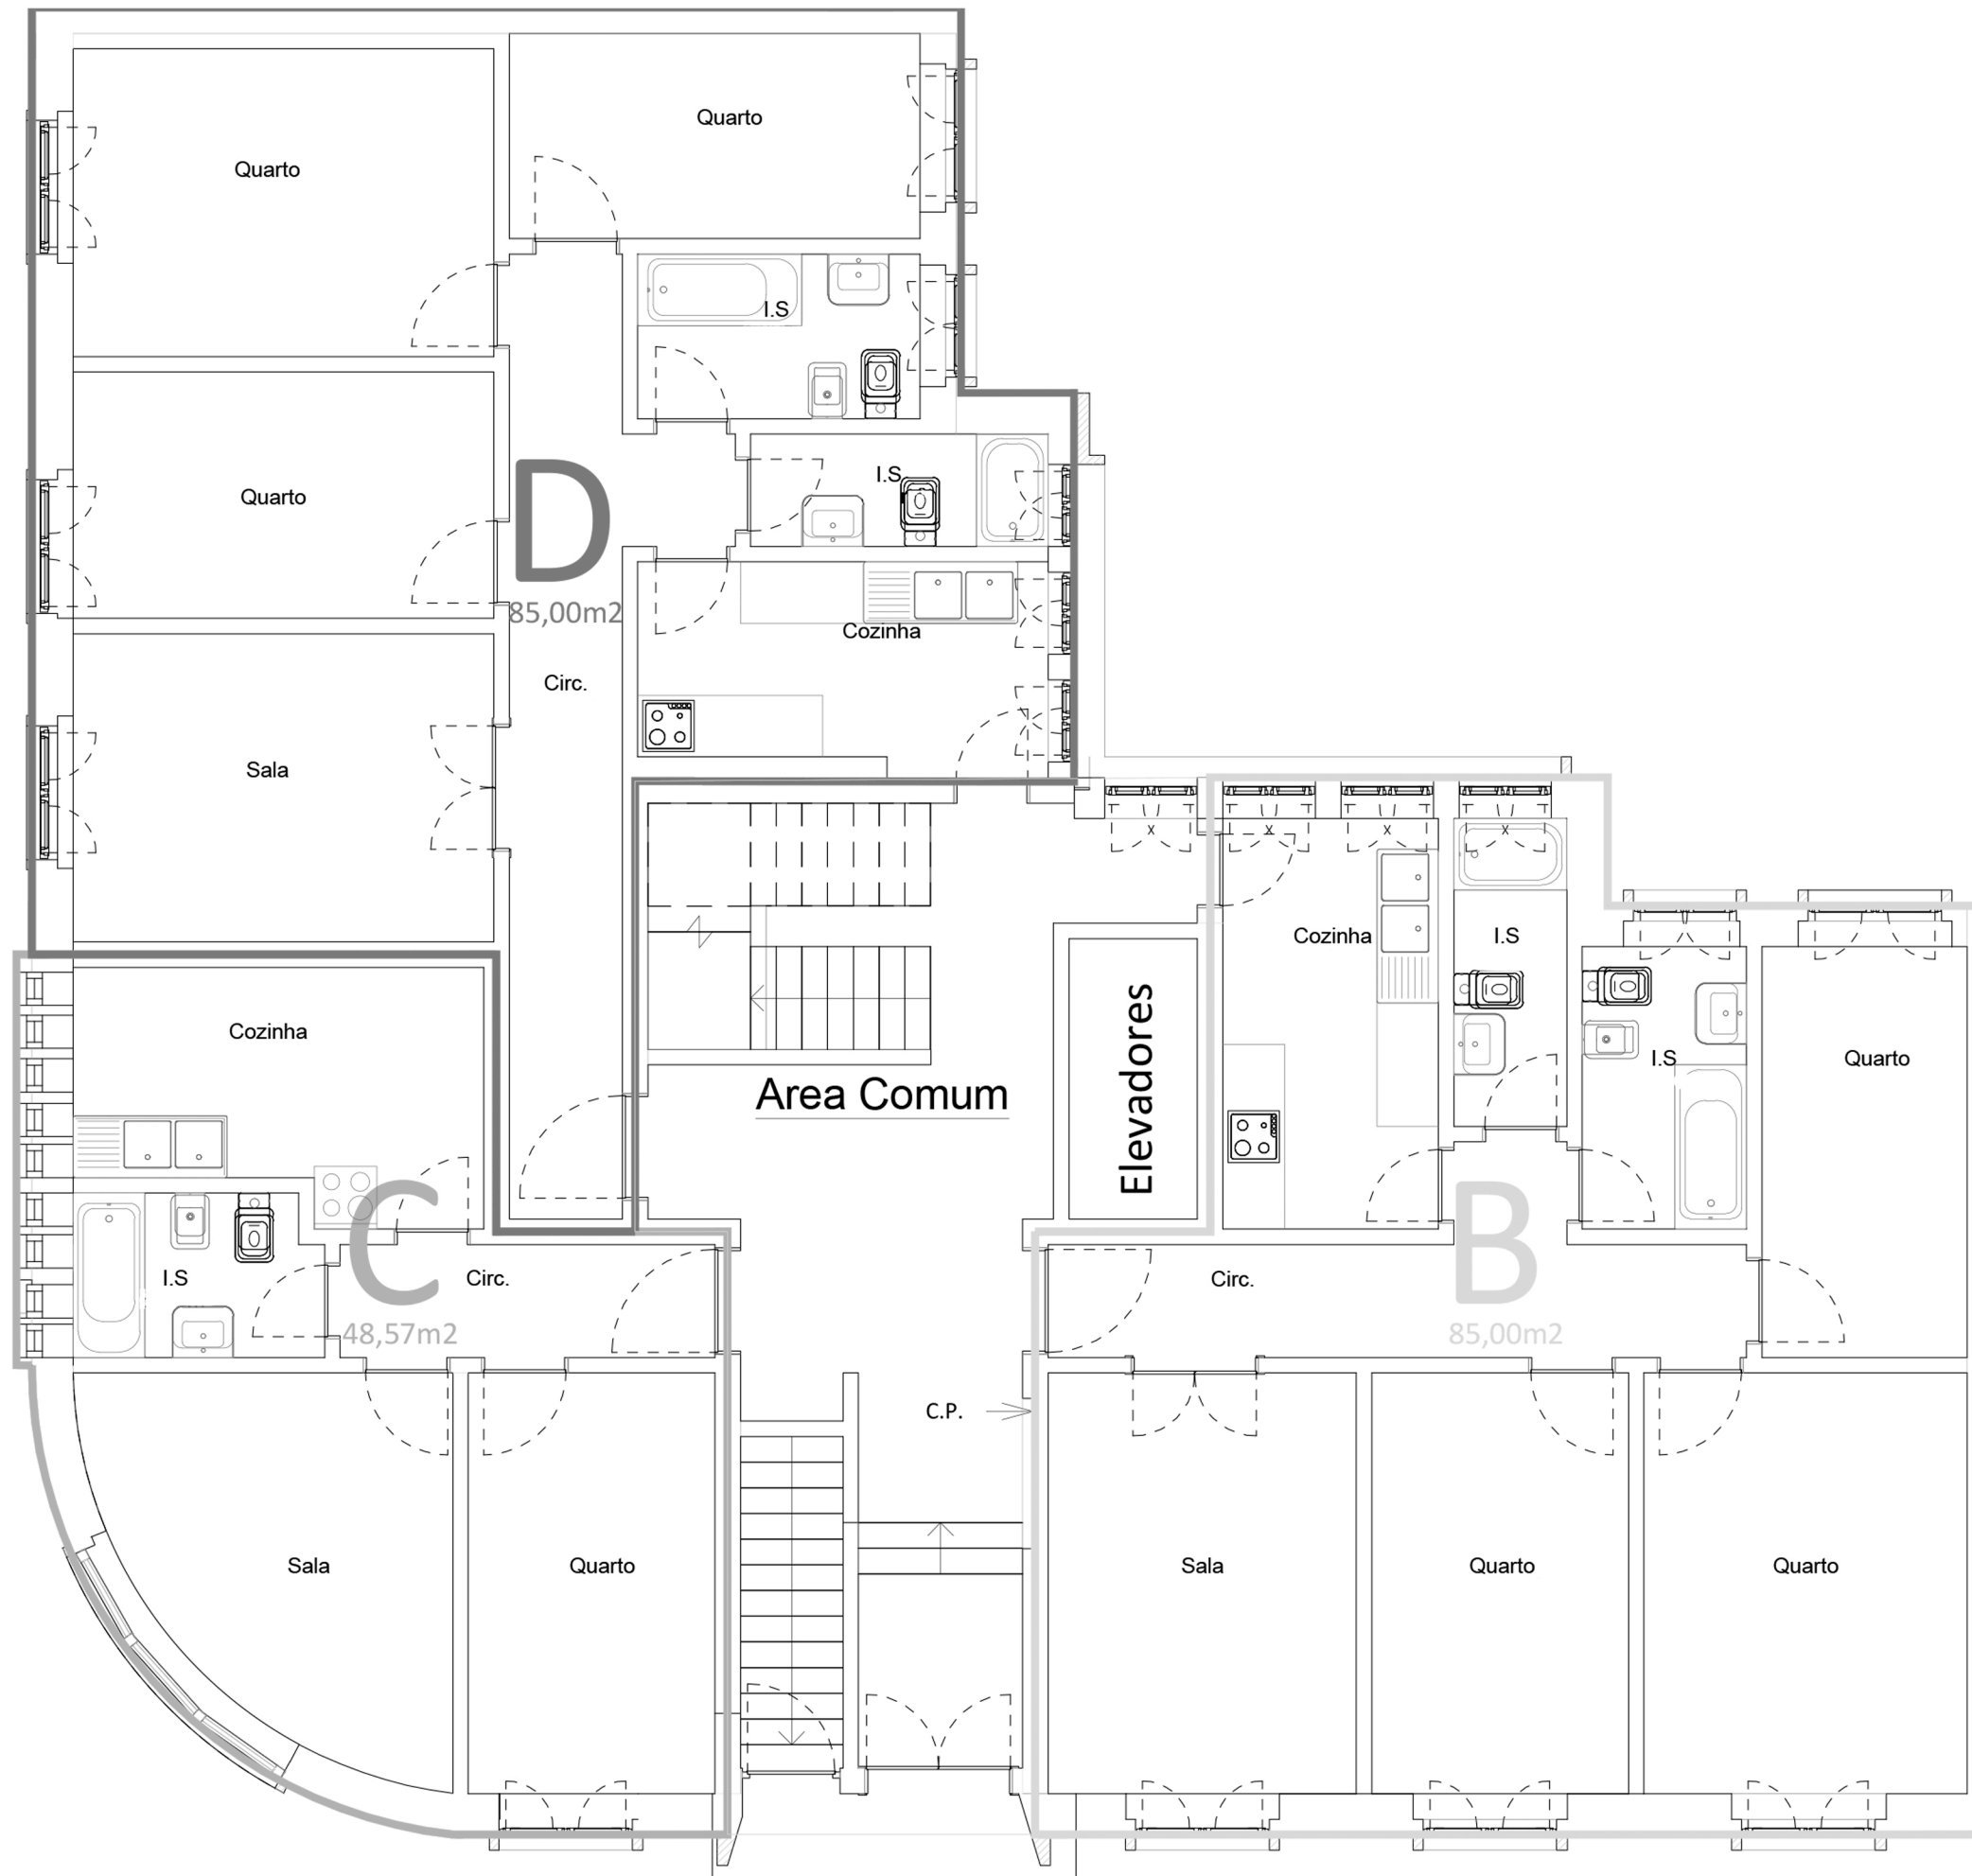 Quarto
Quarto
I.S
I.S
Quarto
D
85,00m2
Cozinha
Circ.
Sala
Cozinha
I.S
Elevadores
Cozinha
Area Comum
I.S
Quarto
C
B
I.S
Circ.
Circ.
48,57m2
85,00m2
C.P.
Sala
Quarto
Sala
Quarto
Quarto